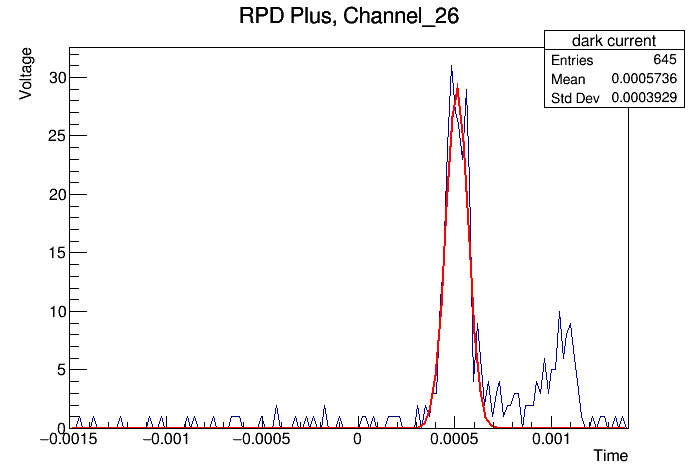 RPD Plus, Channel_26
dark current
Entries 645
Mean 0.0005736
Std Dev 0.0003929
Voltage
30
25
20
15
10
5
0
−0.0015 −0.001 −0.0005 0 0.0005 0.001
Time